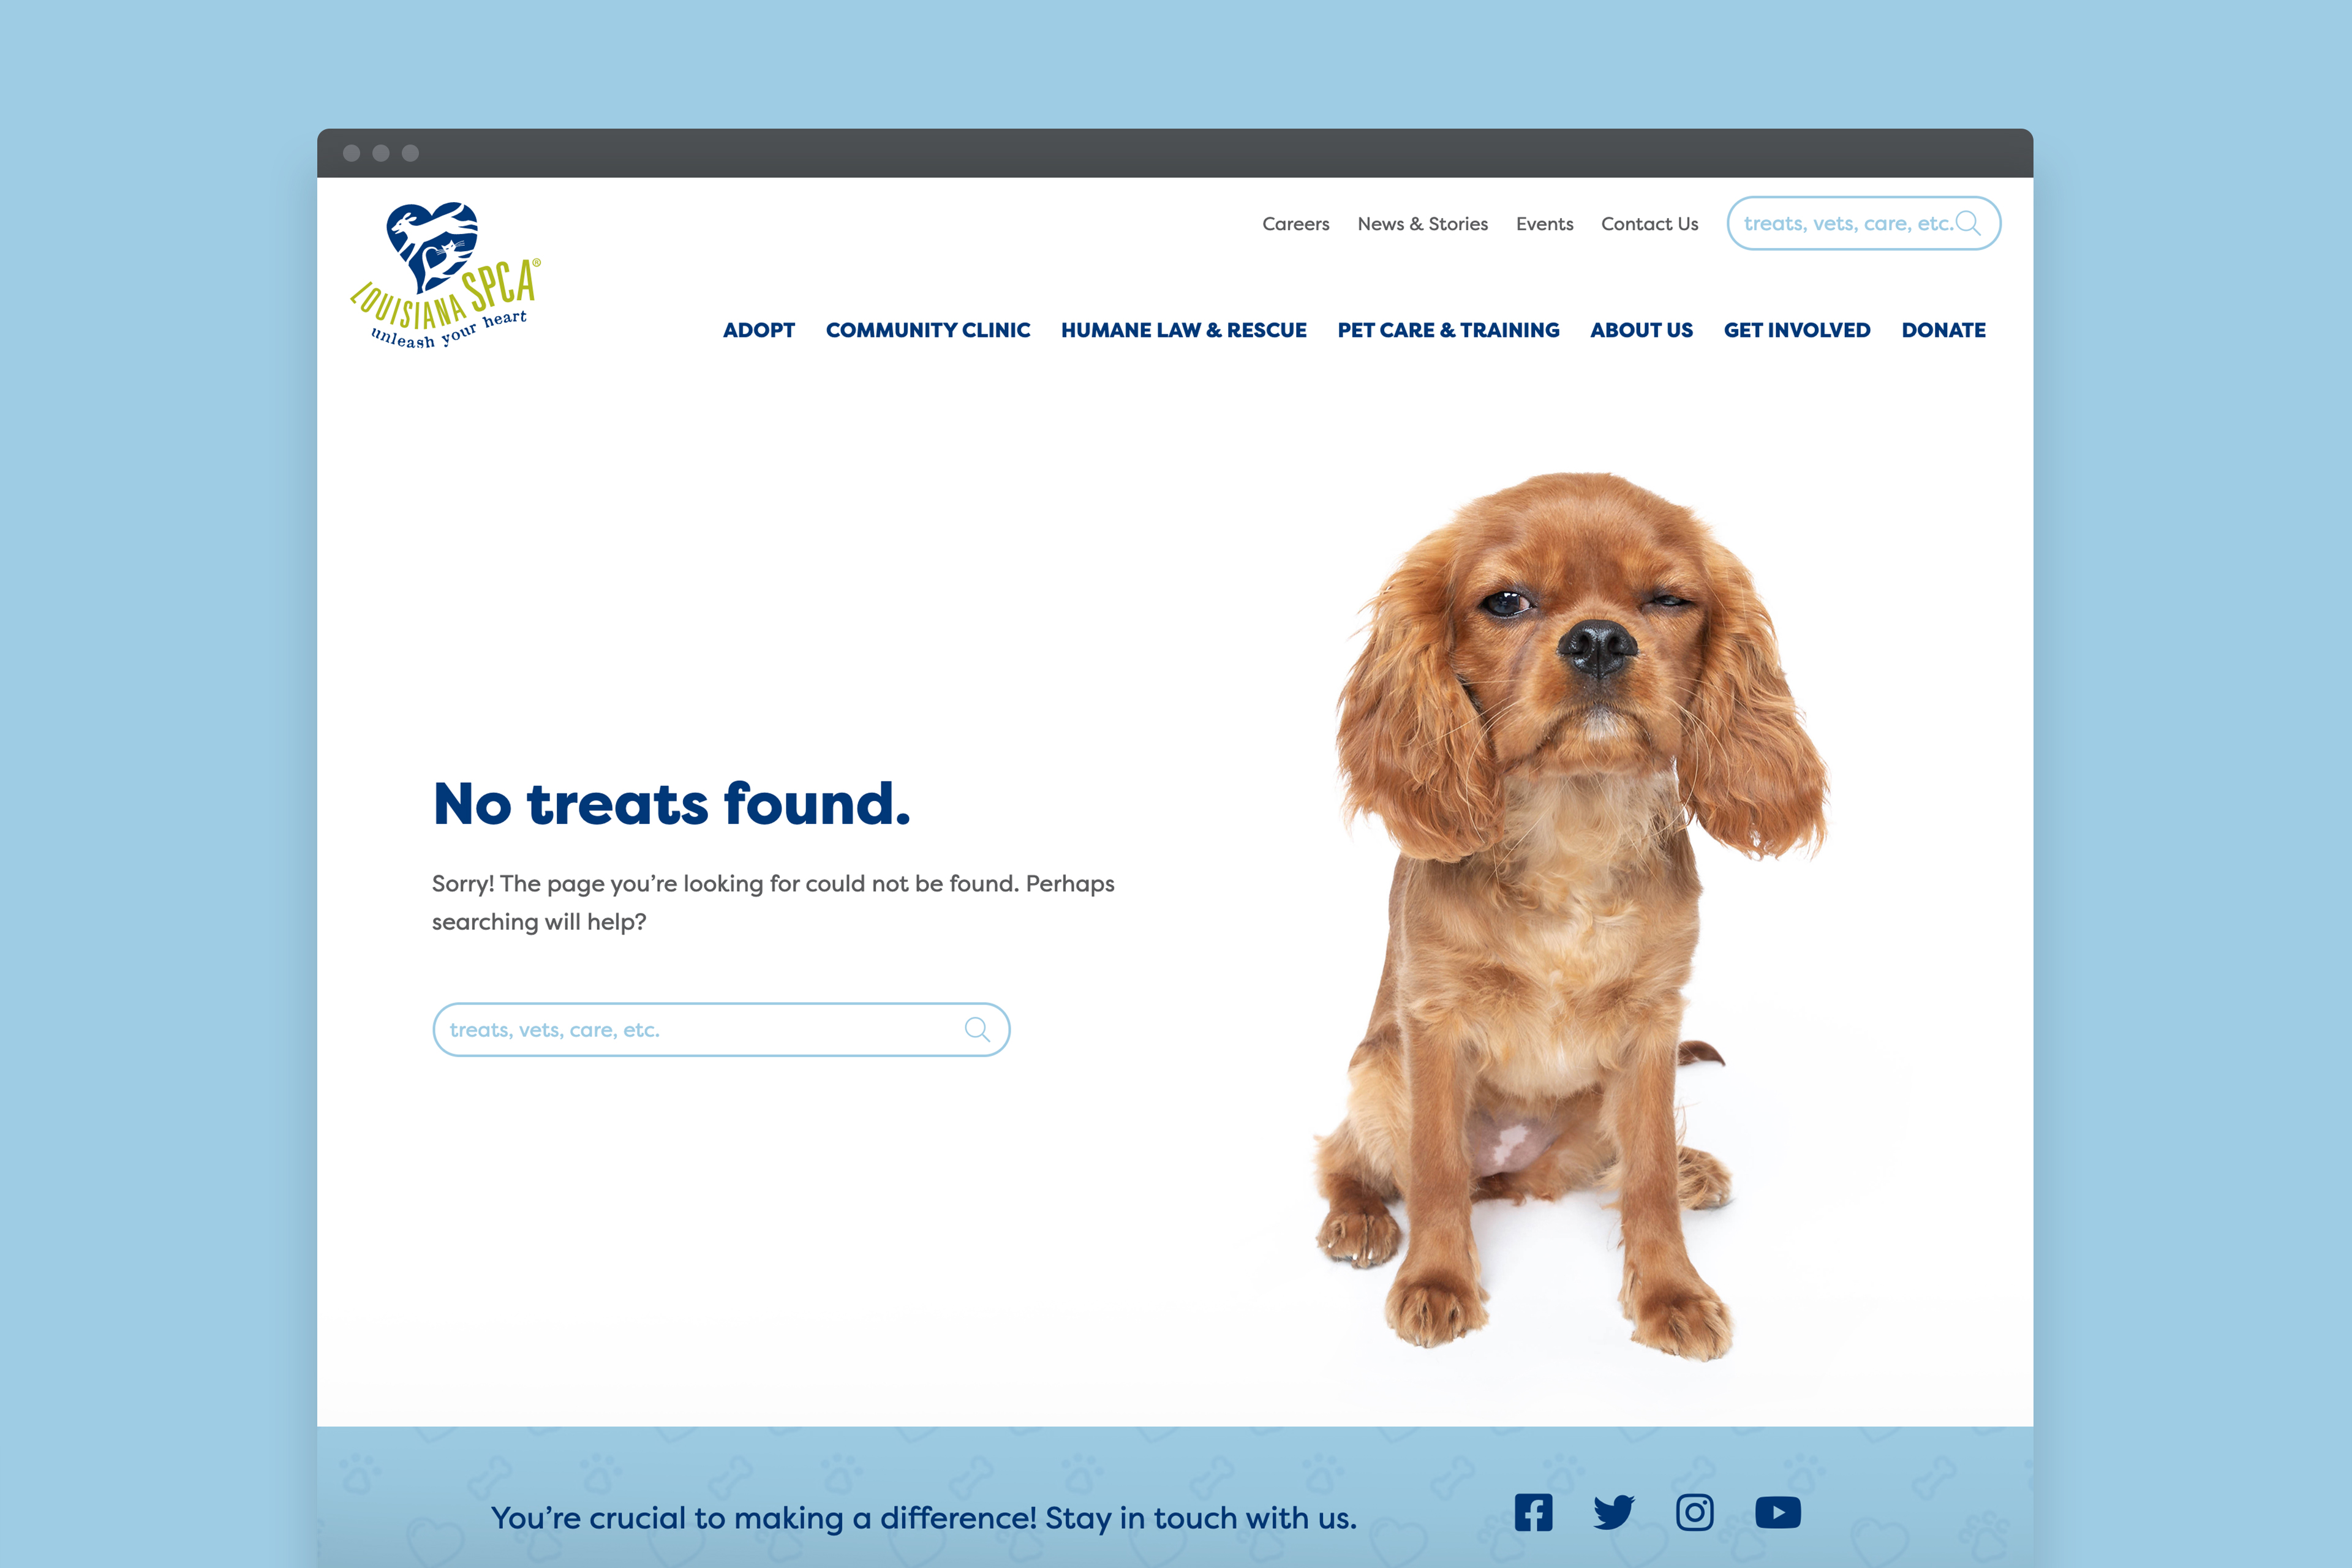 LOUISIANA SPCA®
unleash your heart
Careers News & Stories Events Contact Us treats, vets, care, etc.
ADOPT COMMUNITY CLINIC HUMANE LAW & RESCUE PET CARE & TRAINING ABOUT US GET INVOLVED DONATE
No treats found.
Sorry! The page you’re looking for could not be found. Perhaps
searching will help?
treats, vets, care, etc.
You’re crucial to making a difference! Stay in touch with us.